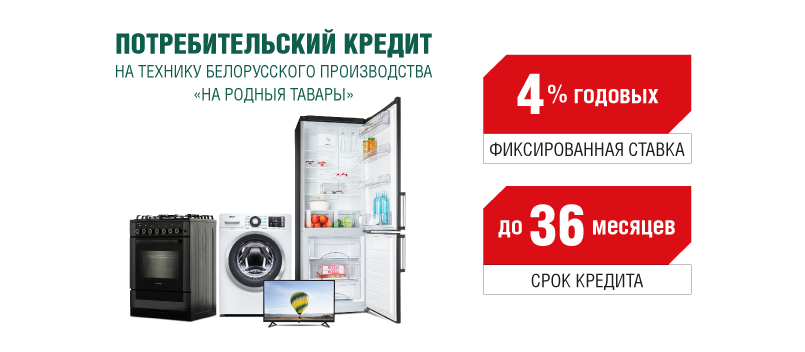 ПОТРЕБИТЕЛЬСКИЙ КРЕДИТ
НА ТЕХНИКУ БЕЛОРУССКОГО ПРОИЗВОДСТВА
«НА РОДНЫЯ ТАВАРЫ»
4% годовых
ФИКСИРОВАННАЯ СТАВКА
до 36 месяцев
СРОК КРЕДИТА